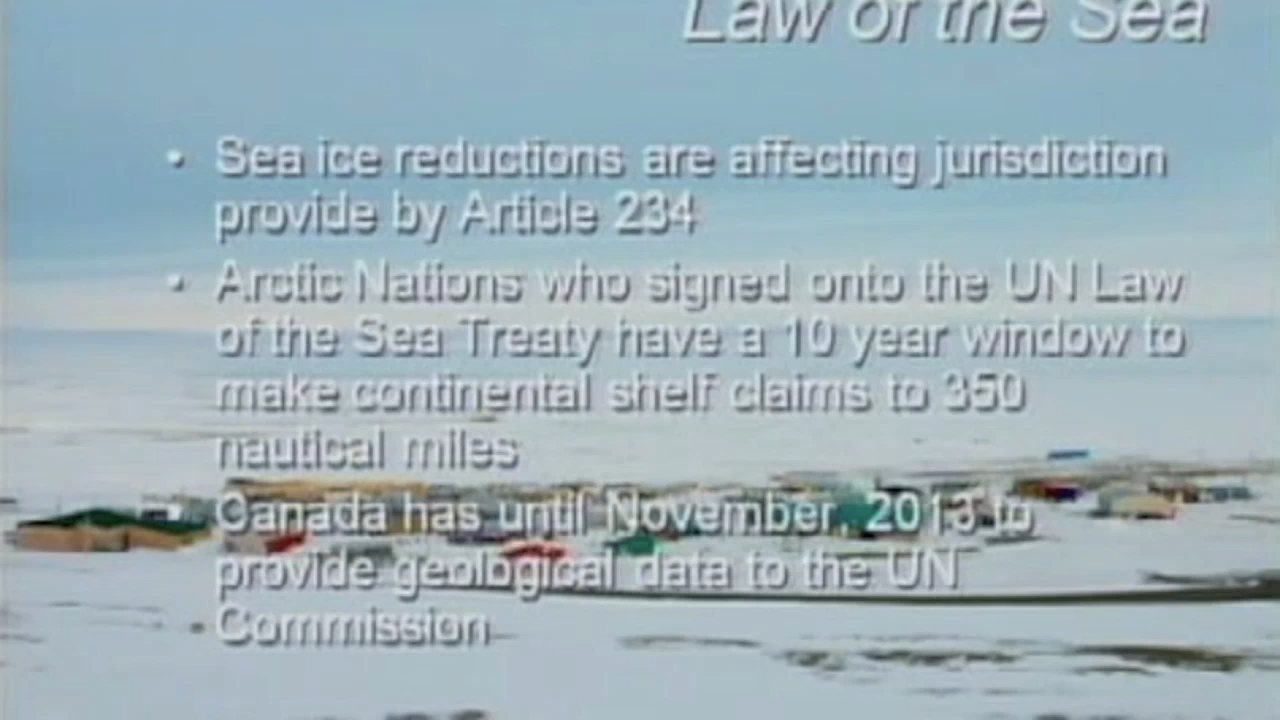 Law of the Sea
• Sea ice reductions are affecting jurisdiction
provide by Article 234
• Arctic Nations who signed onto the UN Law
of the Sea Treaty have a 10 year window to
make continental shelf claims to 350
nautical miles
Canada has until November, 2013 to
provide geological data to the UN
Commission